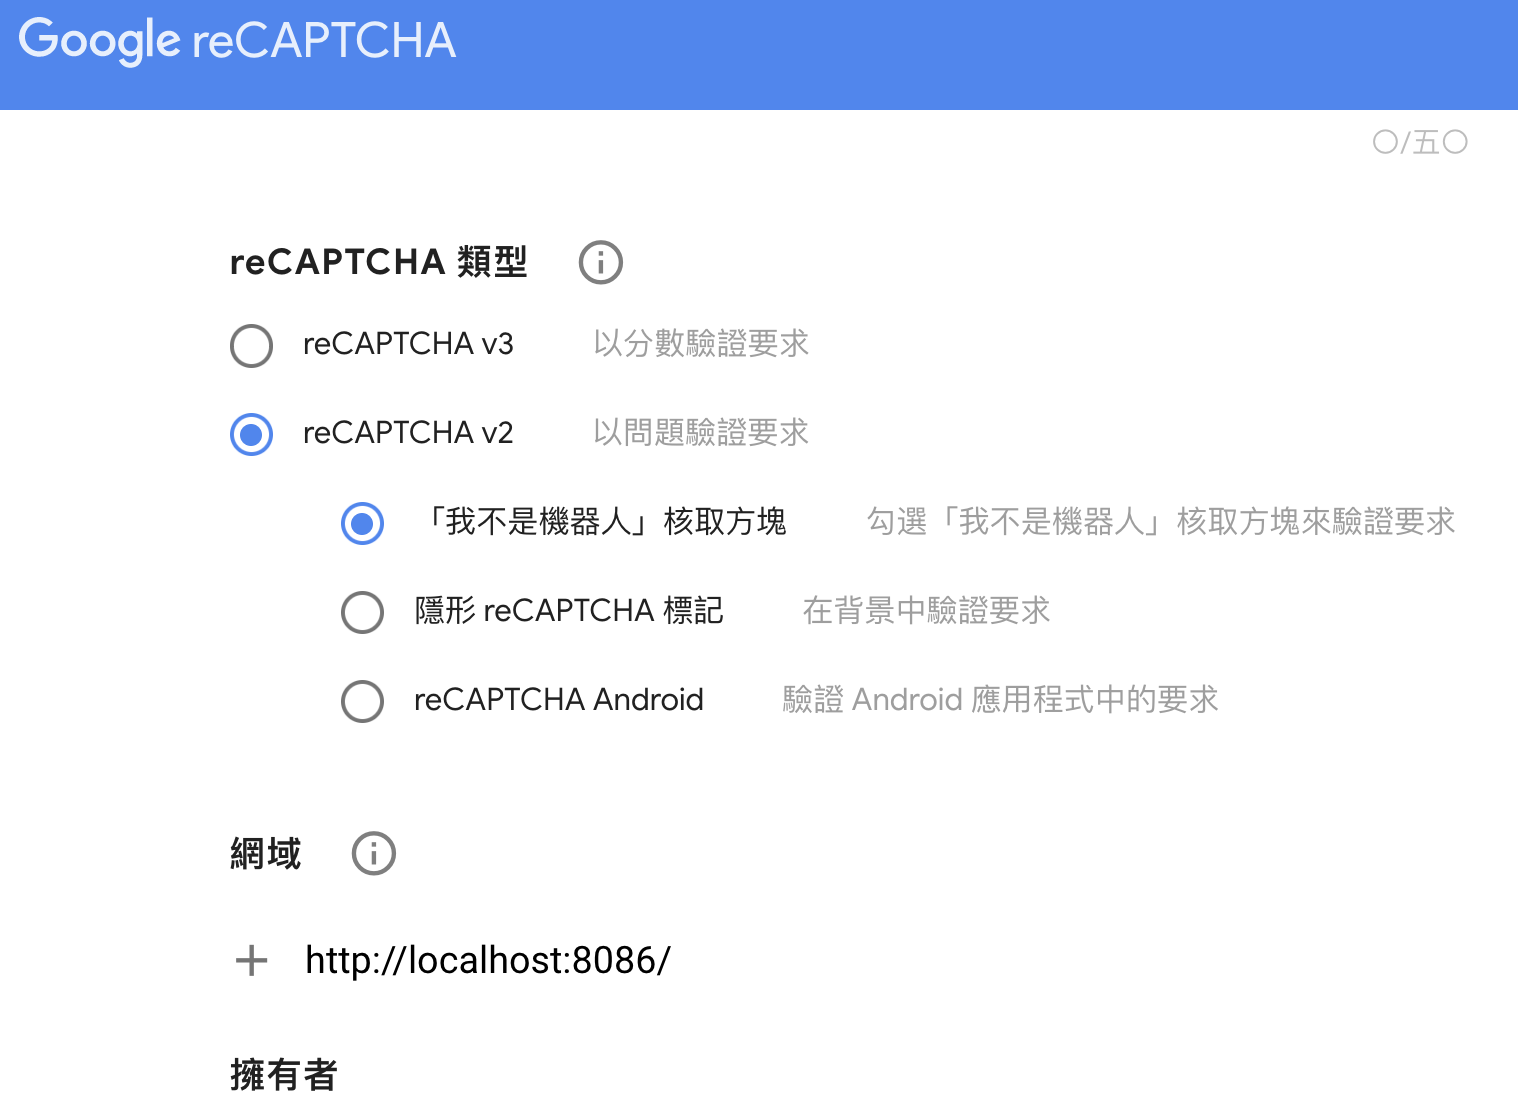 Google reCAPTCHA
〇/五〇
reCAPTCHA 類型
reCAPTCHA v3 以分數驗證要求
reCAPTCHA v2 以問題驗證要求
「我不是機器人」核取方塊 勾選「我不是機器人」核取方塊來驗證要求
隱形 reCAPTCHA 標記 在背景中驗證要求
reCAPTCHA Android 驗證 Android 應用程式中的要求
網域
http://localhost:8086/
擁有者